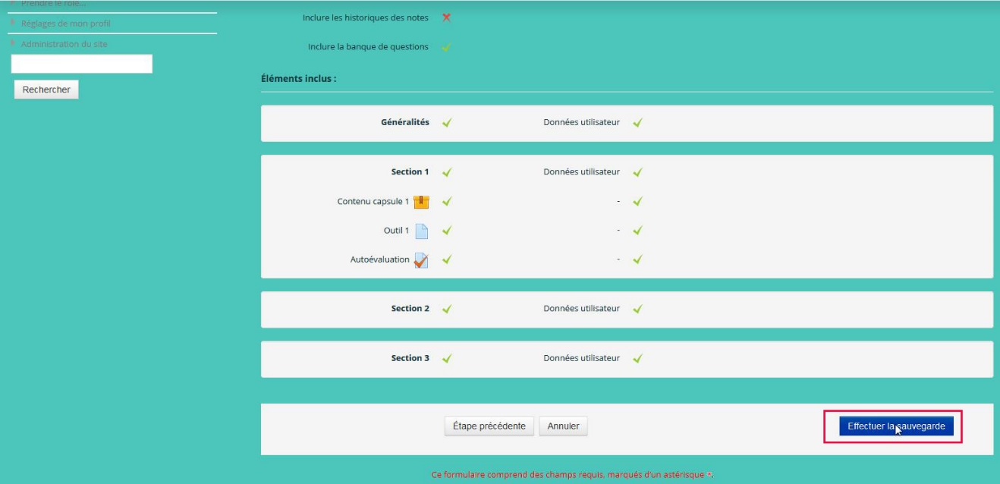 Prendre le rôle...
Réglages de mon profil
Administration du site
Rechercher
Inclure les historiques des notes
Inclure la banque de questions
Éléments inclus :
Généralités Données utilisateur
Section 1 Données utilisateur
Contenu capsule 1 -
Outil 1 -
Autoévaluation -
Section 2 Données utilisateur
Section 3 Données utilisateur
Étape précédente Annuler Effectuer la sauvegarde
Ce formulaire comprend des champs requis, marqués d'un astérisque *.